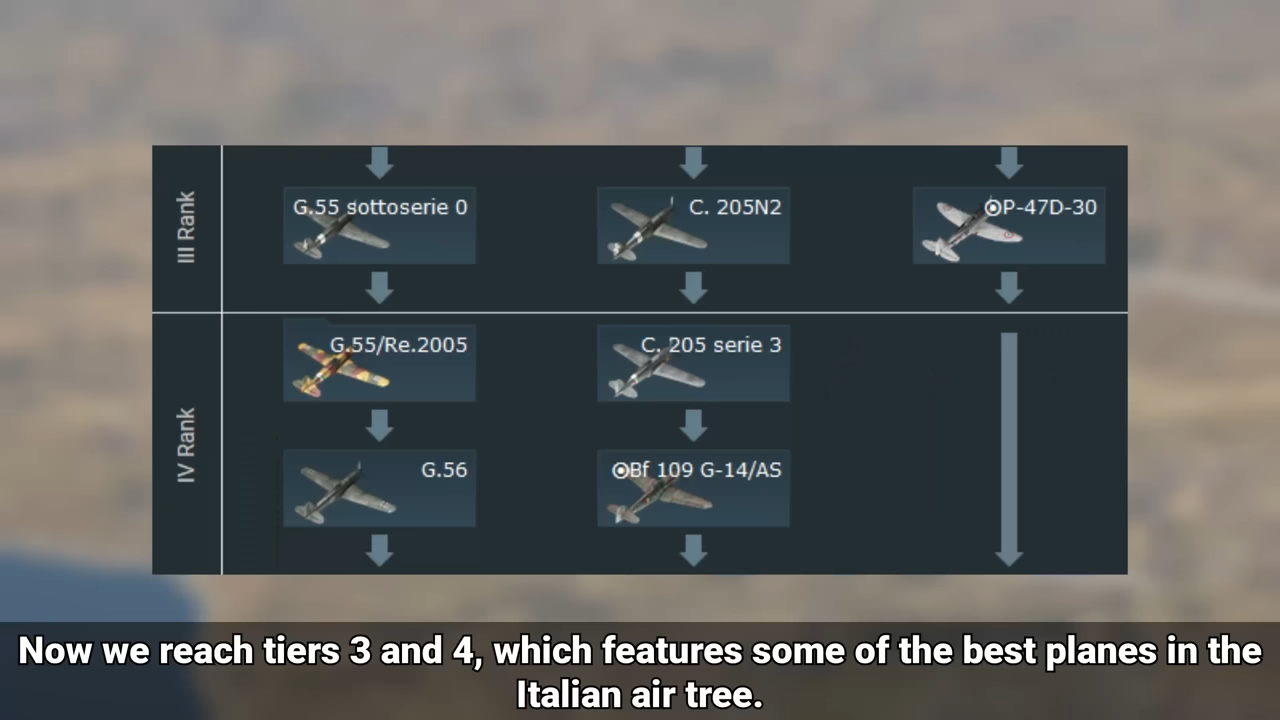 III Rank
G.55 sottoserie 0
C. 205N2
⦿P-47D-30
IV Rank
G.55/Re.2005
C. 205 serie 3
G.56
⦿Bf 109 G-14/AS
Now we reach tiers 3 and 4, which features some of the best planes in the
Italian air tree.